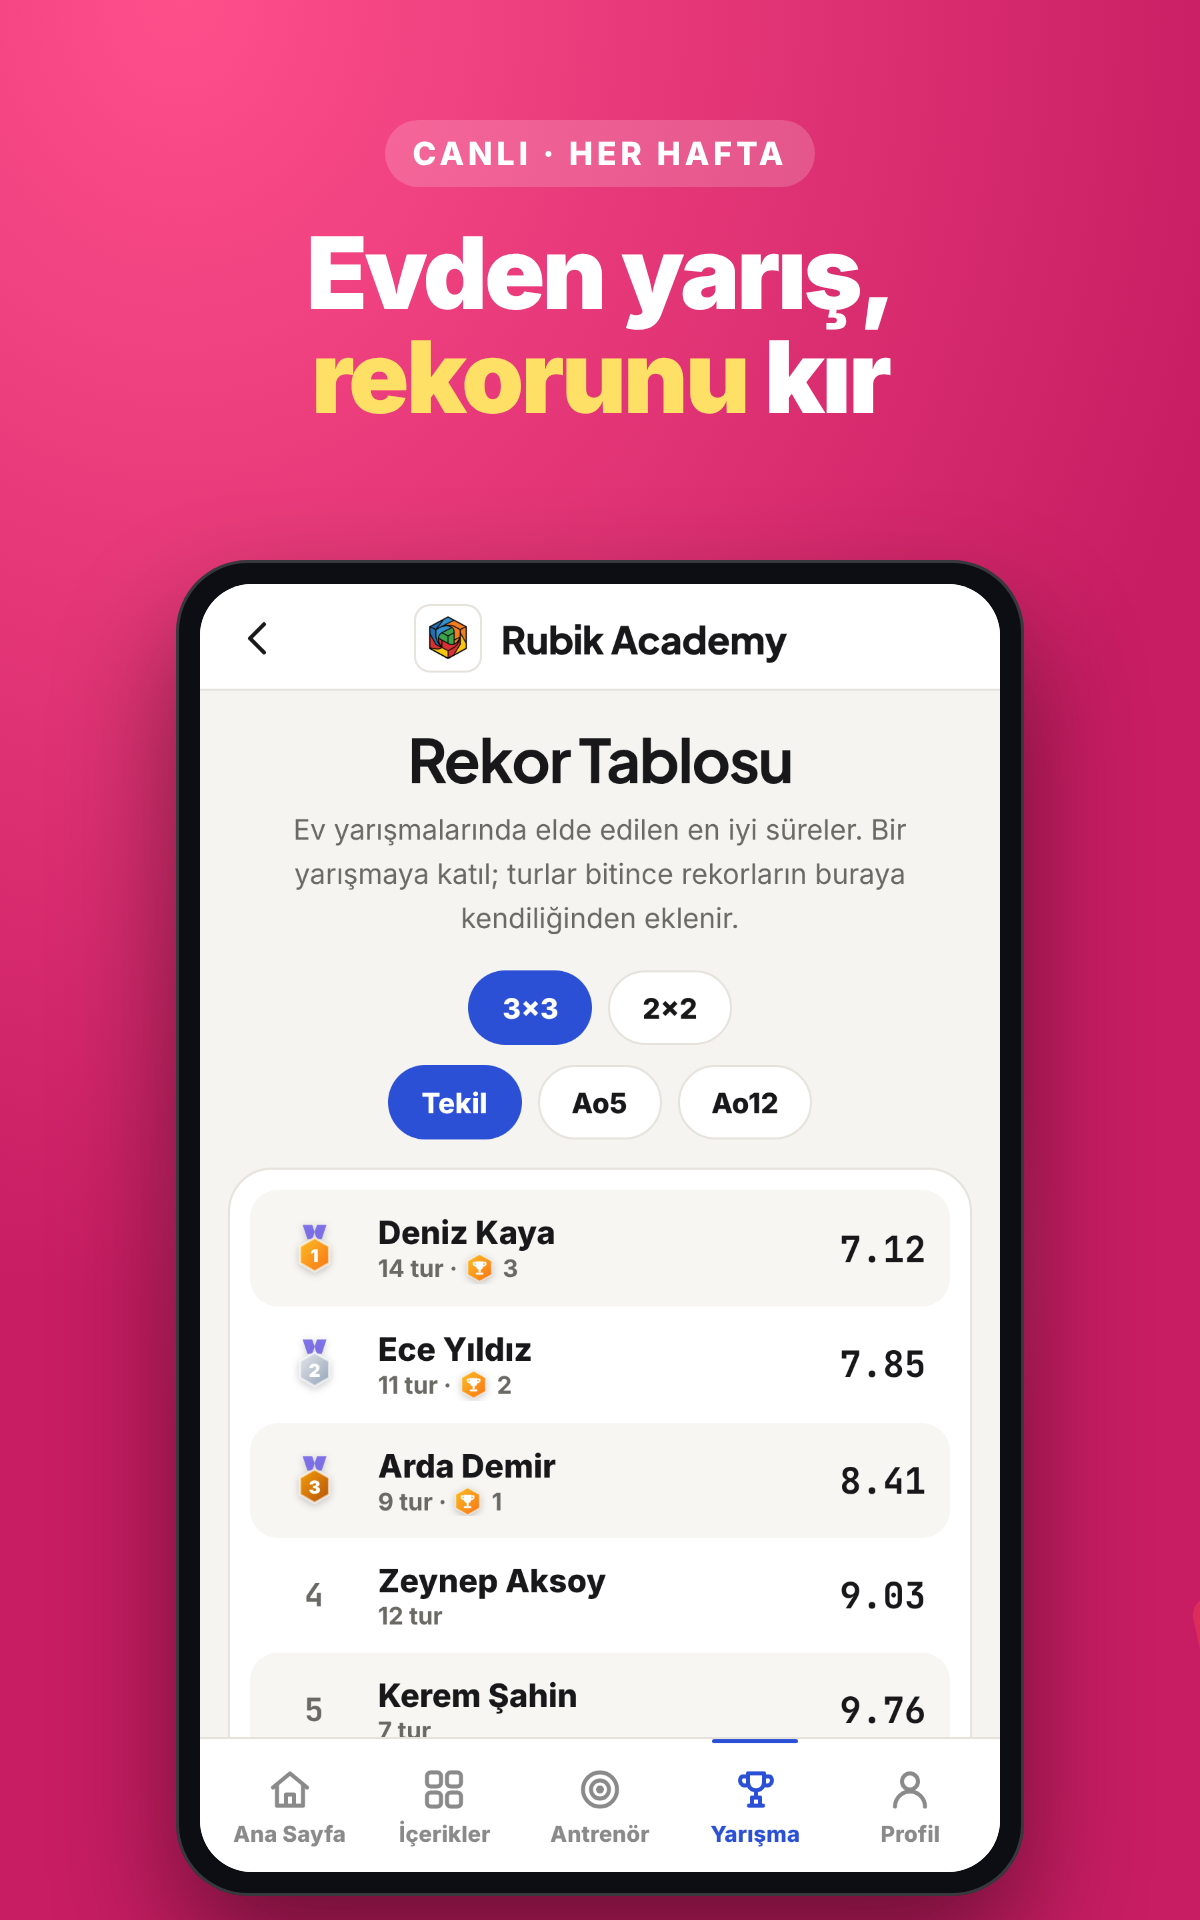 CANLI · HER HAFTA
Evden yarış,
rekorunu kır
Rubik Academy
Rekor Tablosu
Ev yarışmalarında elde edilen en iyi süreler. Bir
yarışmaya katıl; turlar bitince rekorların buraya
kendiliğinden eklenir.
3×3 2×2
Tekil Ao5 Ao12
1 Deniz Kaya 7.12
14 tur · 3
2 Ece Yıldız 7.85
11 tur · 2
3 Arda Demir 8.41
9 tur · 1
4 Zeynep Aksoy 9.03
12 tur
5 Kerem Şahin 9.76
7 tur
Ana Sayfa İçerikler Antrenör Yarışma Profil